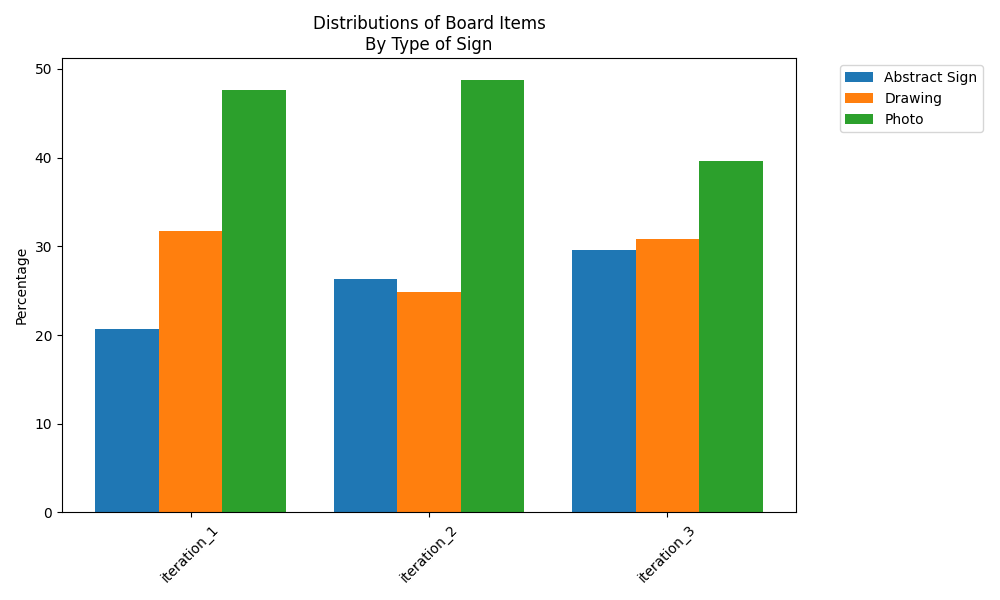 Distributions of Board Items
By Type of Sign
Abstract Sign
Drawing
Photo
Percentage
50
40
30
20
10
0
iteration_1
iteration_2
iteration_3